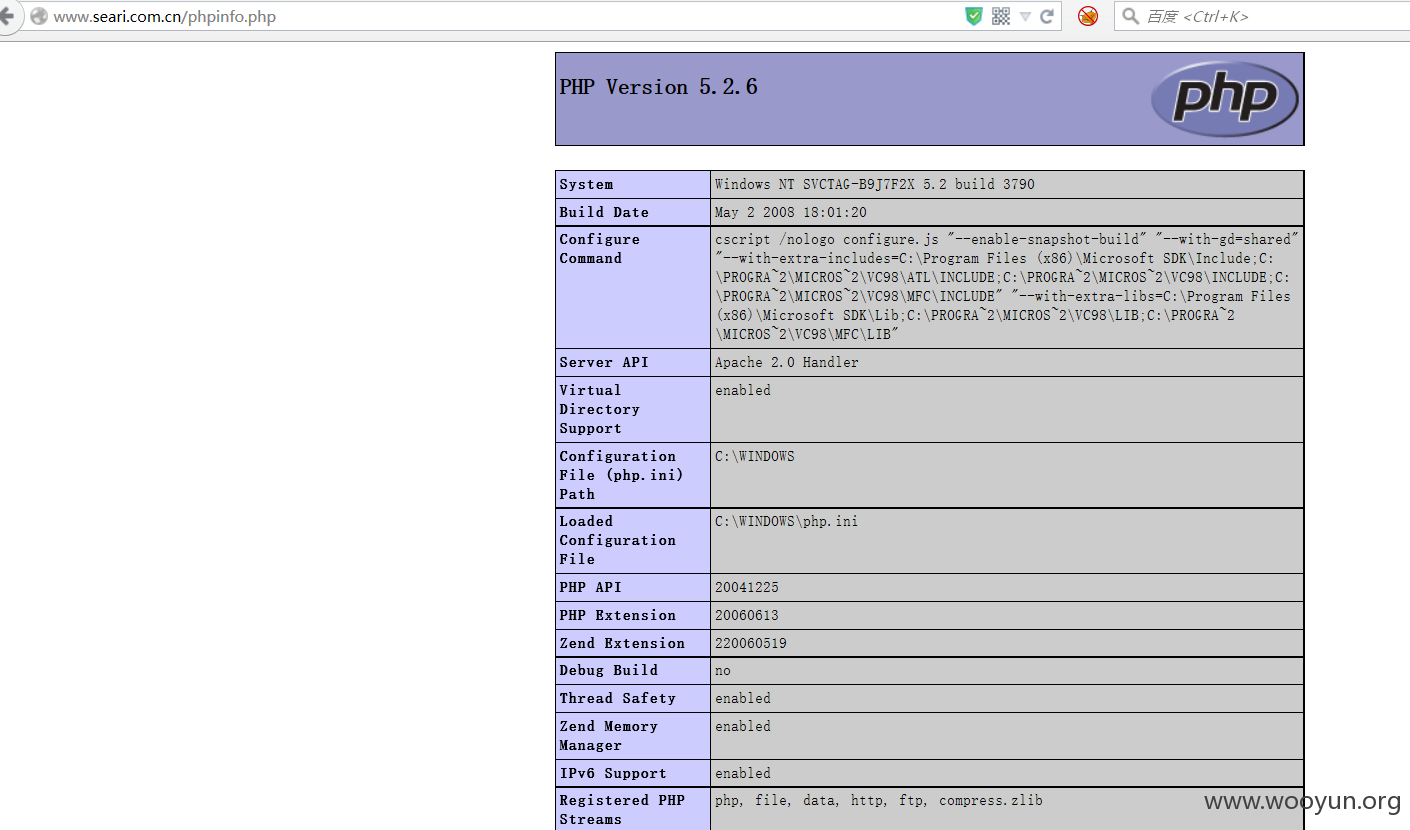 www.seari.com.cn/phpinfo.php
百度 <Ctrl+K>
PHP Version 5.2.6
php
System
Windows NT SVCTAG-B9J7F2X 5.2 build 3790
Build Date
May 2 2008 18:01:20
Configure
Command
cscript /nologo configure.js "--enable-snapshot-build" "--with-gd=shared"
"--with-extra-includes=C:\Program Files (x86)\Microsoft SDK\Include;C:
\PROGRA~2\MICROS~2\VC98\ATL\INCLUDE;C:\PROGRA~2\MICROS~2\VC98\INCLUDE;C:
\PROGRA~2\MICROS~2\VC98\MFC\INCLUDE" "--with-extra-libs=C:\Program Files
(x86)\Microsoft SDK\Lib;C:\PROGRA~2\MICROS~2\VC98\LIB;C:\PROGRA~2
\MICROS~2\VC98\MFC\LIB"
Server API
Apache 2.0 Handler
Virtual
Directory
Support
enabled
Configuration
File (php.ini)
Path
C:\WINDOWS
Loaded
Configuration
File
C:\WINDOWS\php.ini
PHP API
20041225
PHP Extension
20060613
Zend Extension
220060519
Debug Build
no
Thread Safety
enabled
Zend Memory
Manager
enabled
IPv6 Support
enabled
Registered PHP
Streams
php, file, data, http, ftp, compress.zlib
www.wooyun.org